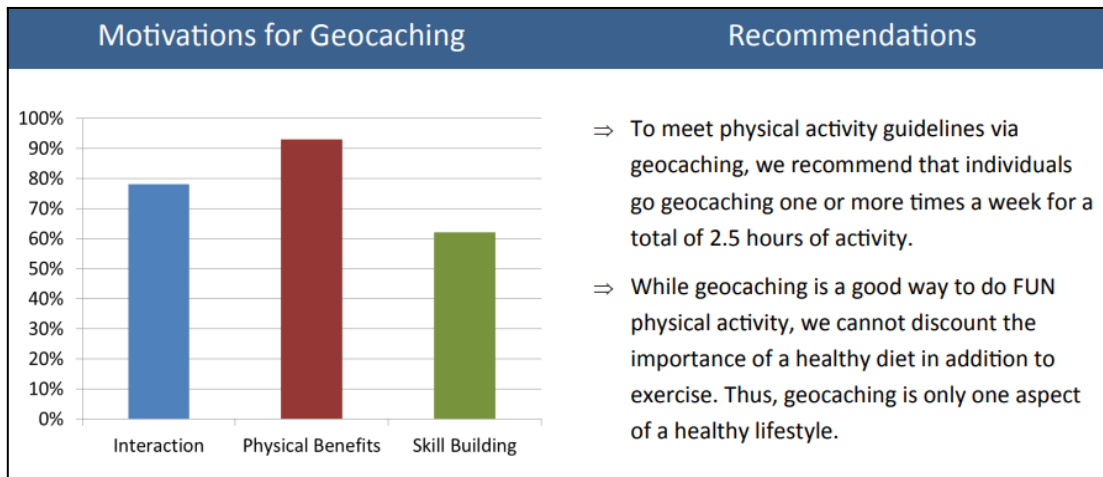 Motivations for Geocaching
Recommendations
100%
90%
80%
70%
60%
50%
40%
30%
20%
10%
0%
Interaction Physical Benefits Skill Building
⇒ To meet physical activity guidelines via
geocaching, we recommend that individuals
go geocaching one or more times a week for a
total of 2.5 hours of activity.
⇒ While geocaching is a good way to do FUN
physical activity, we cannot discount the
importance of a healthy diet in addition to
exercise. Thus, geocaching is only one aspect
of a healthy lifestyle.